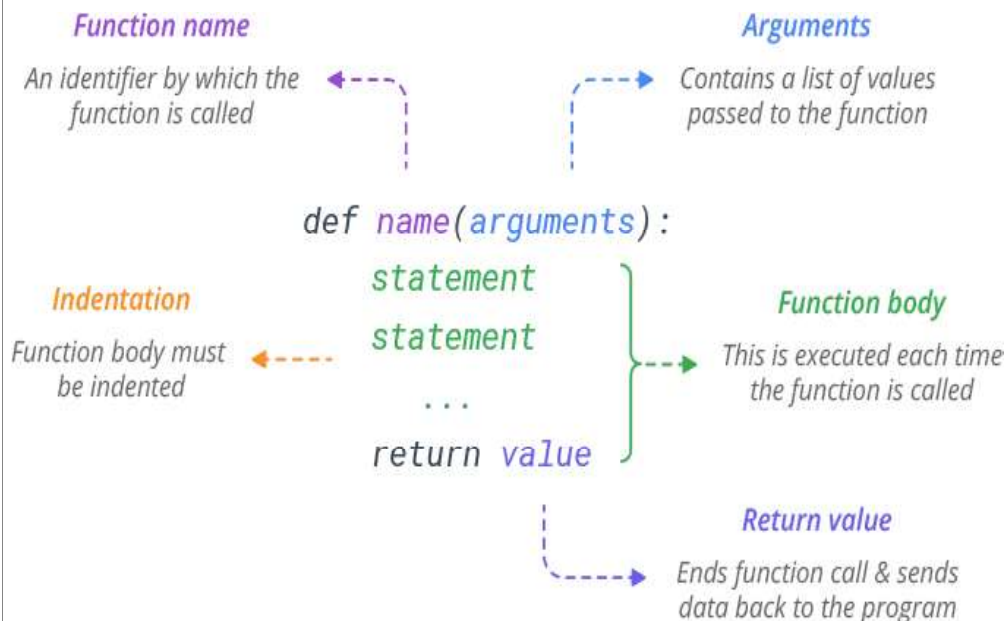 Function name
An identifier by which the
function is called
Arguments
Contains a list of values
passed to the function
def name(arguments):
statement
statement
...
return value
Indentation
Function body must
be indented
Function body
This is executed each time
the function is called
Return value
Ends function call & sends
data back to the program